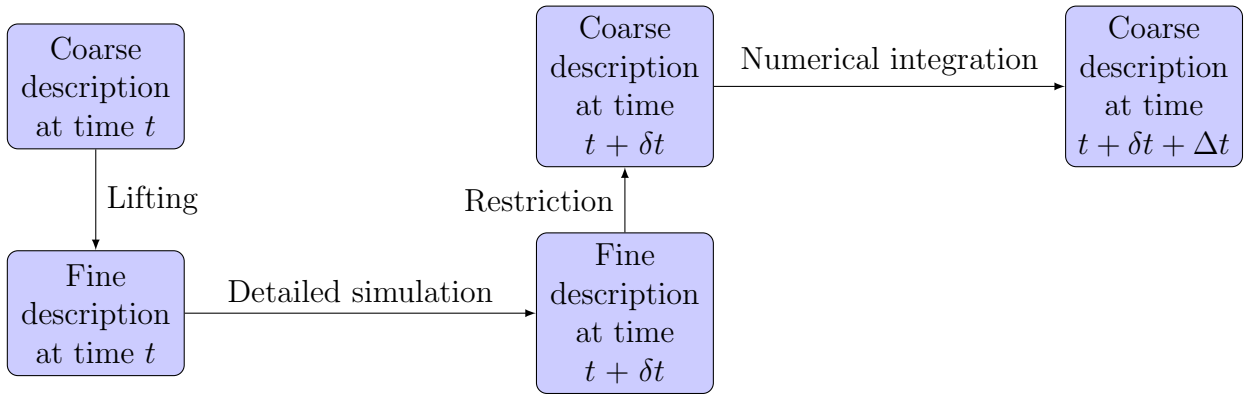 Coarse
description
at time t
Lifting
Fine
description
at time t
Detailed simulation
Fine
description
at time
t + δt
Restriction
Coarse
description
at time
t + δt
Numerical integration
Coarse
description
at time
t + δt + Δt